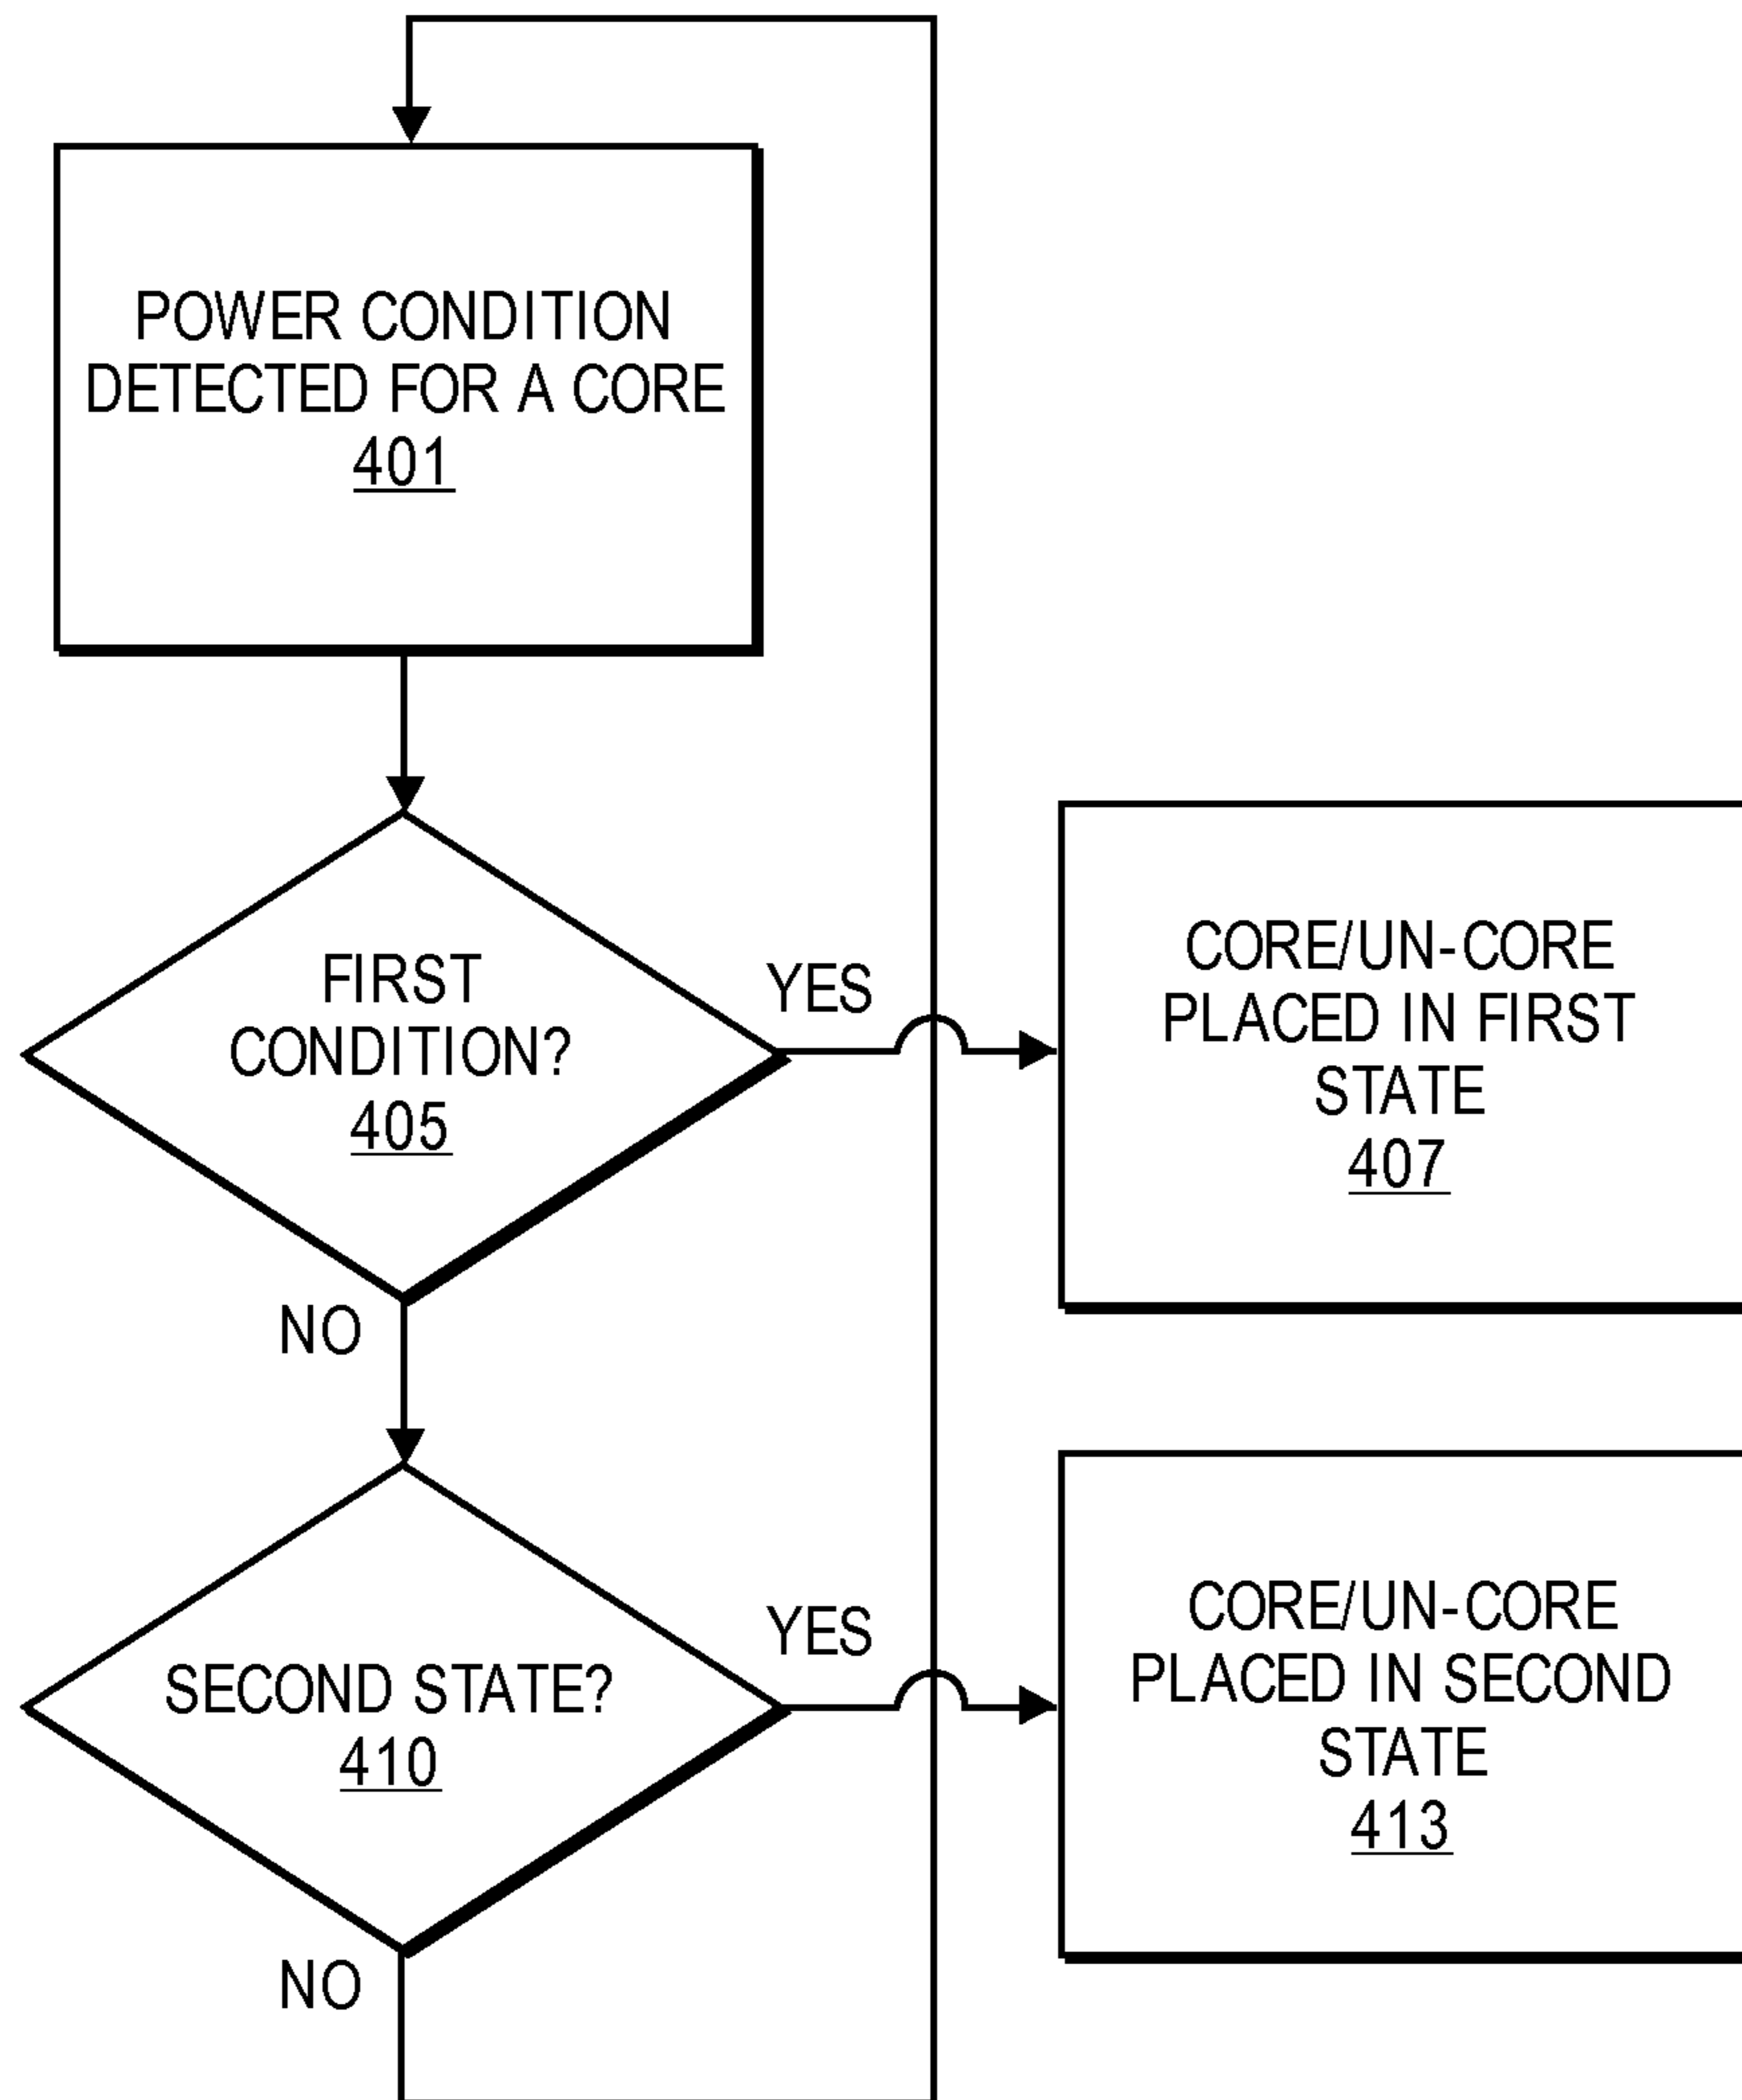 POWER CONDITION
DETECTED FOR A CORE
401
FIRST
CONDITION?
405
YES
CORE/UN-CORE
PLACED IN FIRST
STATE
407
NO
SECOND STATE?
410
YES
CORE/UN-CORE
PLACED IN SECOND
STATE
413
NO